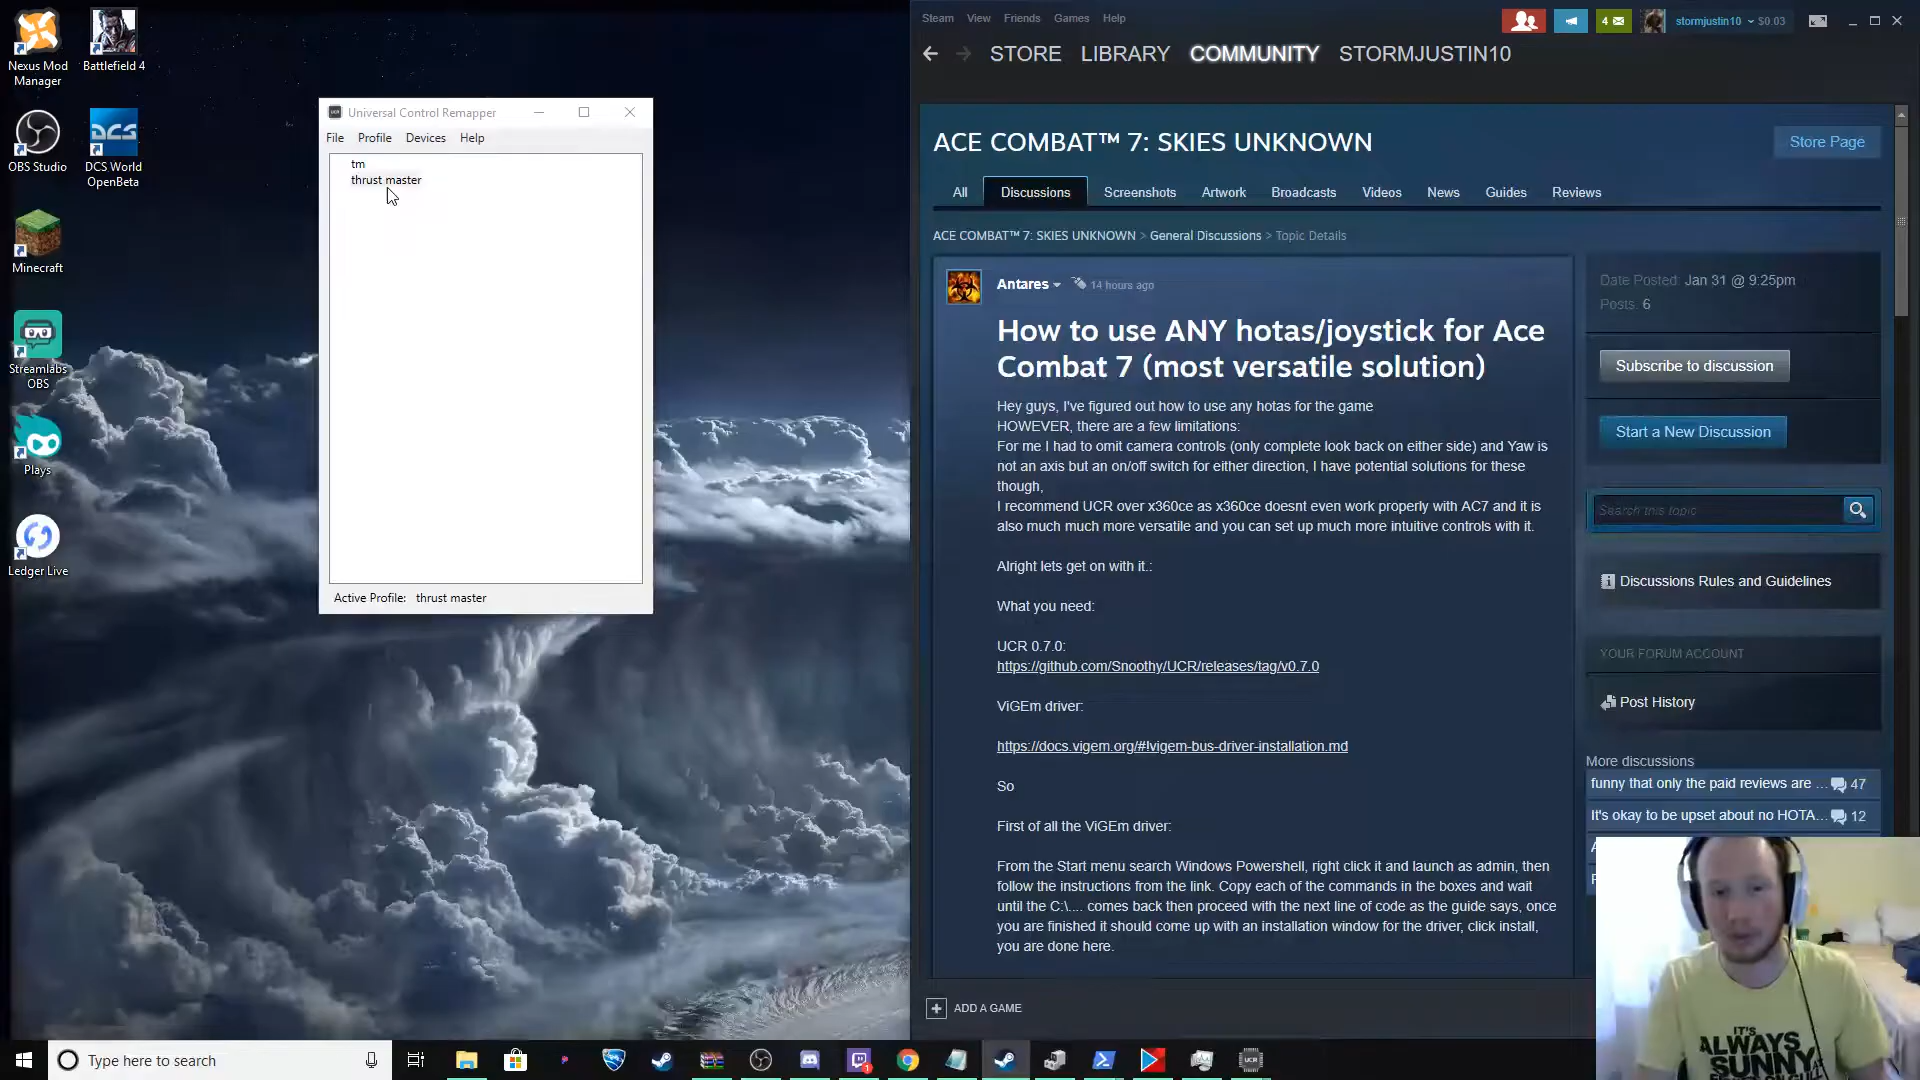 Nexus Mod
Manager
Battlefield 4
OBS Studio
DCS World
OpenBeta
Minecraft
Streamlabs
OBS
Plays
Ledger Live
UCR
Universal Control Remapper
File Profile Devices Help
tm
thrust master
Active Profile: thrust master
Steam View Friends Games Help
4 stormjustin10 $0.03
STORE LIBRARY COMMUNITY STORMJUSTIN10
ACE COMBAT™ 7: SKIES UNKNOWN
Store Page
All Discussions Screenshots Artwork Broadcasts Videos News Guides Reviews
ACE COMBAT™ 7: SKIES UNKNOWN > General Discussions > Topic Details
Antares 14 hours ago
How to use ANY hotas/joystick for Ace
Combat 7 (most versatile solution)
Hey guys, I've figured out how to use any hotas for the game
HOWEVER, there are a few limitations:
For me I had to omit camera controls (only complete look back on either side) and Yaw is
not an axis but an on/off switch for either direction, I have potential solutions for these
though,
I recommend UCR over x360ce as x360ce doesnt even work properly with AC7 and it is
also much much more versatile and you can set up much more intuitive controls with it.
Alright lets get on with it.:
What you need:
UCR 0.7.0:
https://github.com/Snoothy/UCR/releases/tag/v0.7.0
ViGEm driver:
https://docs.vigem.org/#!vigem-bus-driver-installation.md
So
First of all the ViGEm driver:
From the Start menu search Windows Powershell, right click it and launch as admin, then
follow the instructions from the link. Copy each of the commands in the boxes and wait
until the C:\.... comes back then proceed with the next line of code as the guide says, once
you are finished it should come up with an installation window for the driver, click install,
you are done here.
Date Posted: Jan 31 @ 9:25pm
Posts: 6
Subscribe to discussion
Start a New Discussion
Search this topic
Discussions Rules and Guidelines
YOUR FORUM ACCOUNT
Post History
More discussions
funny that only the paid reviews are ... 47
It's okay to be upset about no HOTA... 12
ADD A GAME
IT'S
ALWAYS
SUNNY
Type here to search
UCR